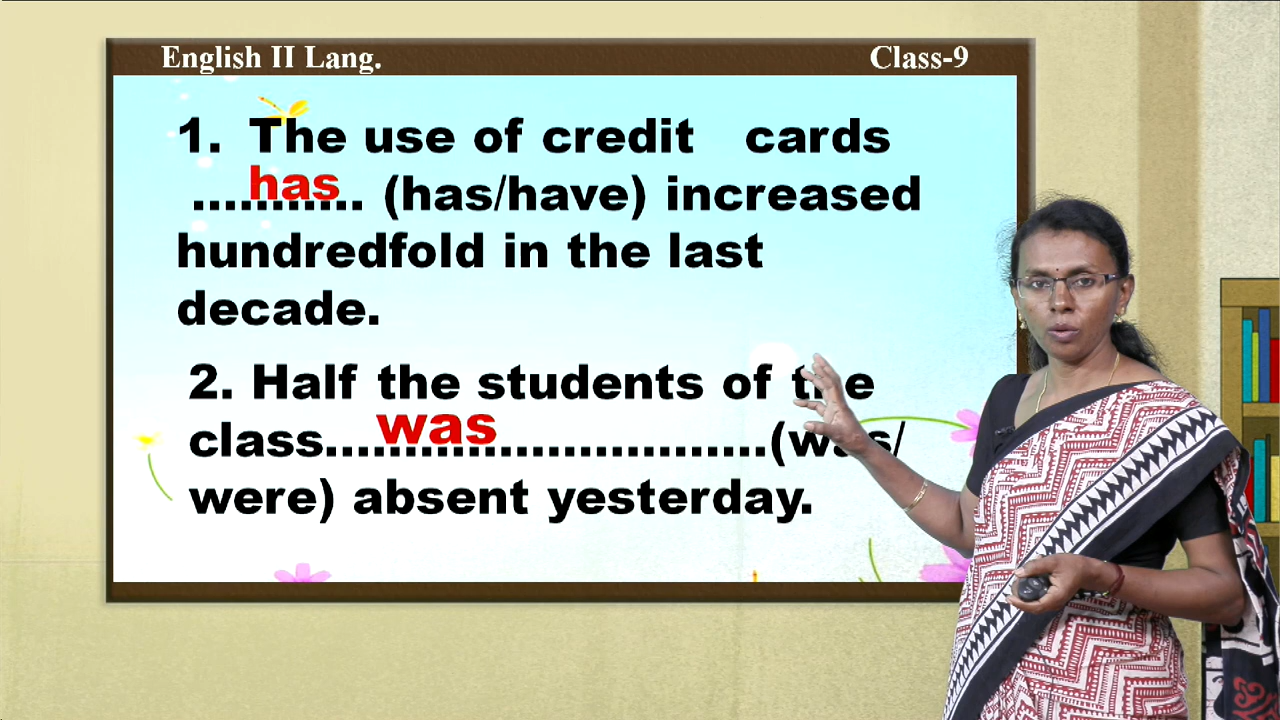 English II Lang. Class-9
1. The use of credit cards
....has.... (has/have) increased
hundredfold in the last
decade.
2. Half the students of the
class....was............................(was/
were) absent yesterday.